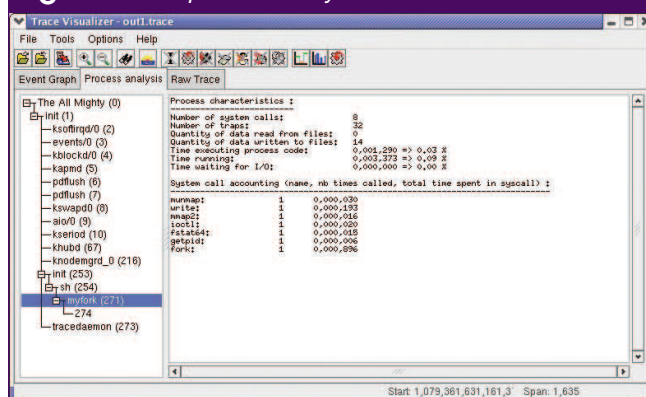 Trace Visualizer - out1.trace
File Tools Options Help
Event Graph Process analysis Raw Trace
The All Mighty (0)
init (1)
ksoftirqd/0 (2)
events/0 (3)
kblockd/0 (4)
kapmd (5)
pdflush (6)
pdflush (7)
kswapd0 (8)
aio/0 (9)
kseriod (10)
khubd (67)
knodemgrd_0 (216)
init (253)
sh (254)
myfork (271)
274
tracedaemon (273)
Process characteristics :
Number of system calls: 8
Number of traps: 32
Quantity of data read from files: 0
Quantity of data written to files: 14
Time executing process code: 0,001,290 => 0.03 %
Time running: 0,003,373 => 0.09 %
Time waiting for I/O: 0,000,000 => 0.00 %
System call accounting (name, nb times called, total time spent in syscall) :
munmap: 1 0,000,030
write: 1 0,000,193
mmap2: 1 0,000,016
ioctl: 1 0,000,020
fstat64: 1 0,000,018
getpid: 1 0,000,006
fork: 1 0,000,896
Start: 1,079,361,631,161,3 Span: 1,635